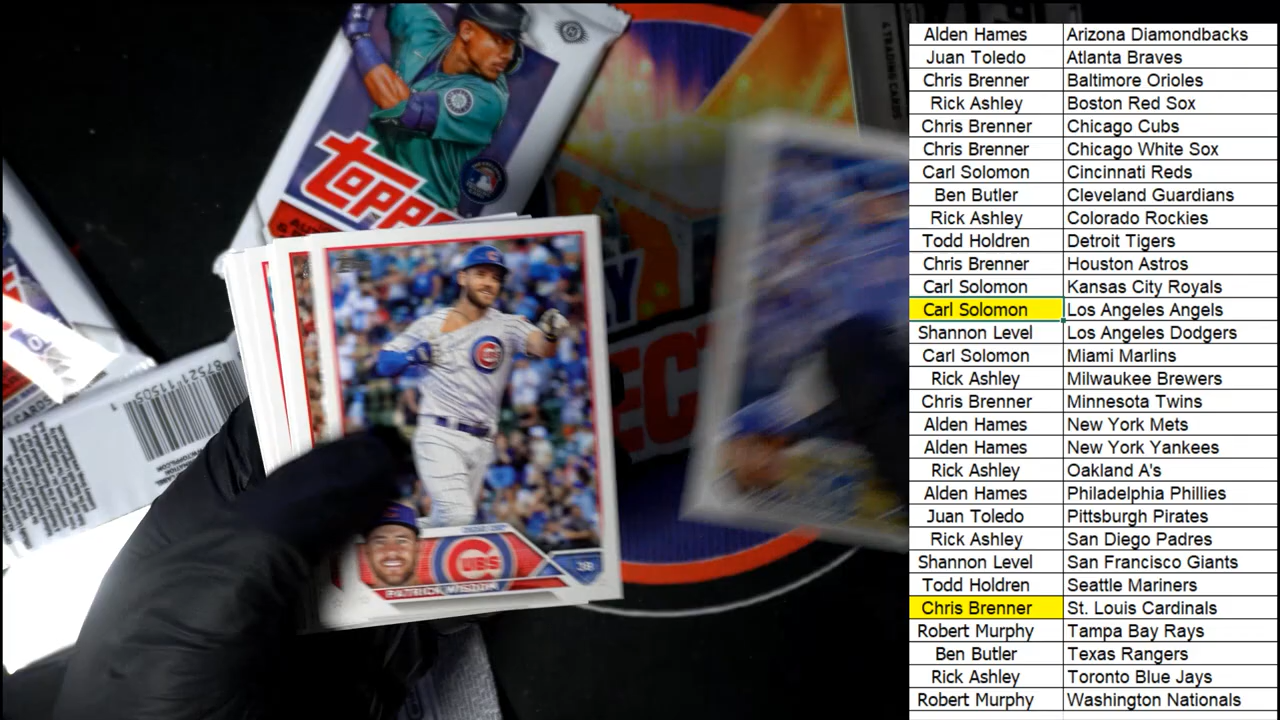 TOPPS
87521 11505
CUBS
PATRICK WISDOM
3B
Alden Hames Arizona Diamondbacks
Juan Toledo Atlanta Braves
Chris Brenner Baltimore Orioles
Rick Ashley Boston Red Sox
Chris Brenner Chicago Cubs
Chris Brenner Chicago White Sox
Carl Solomon Cincinnati Reds
Ben Butler Cleveland Guardians
Rick Ashley Colorado Rockies
Todd Holdren Detroit Tigers
Chris Brenner Houston Astros
Carl Solomon Kansas City Royals
Carl Solomon Los Angeles Angels
Shannon Level Los Angeles Dodgers
Carl Solomon Miami Marlins
Rick Ashley Milwaukee Brewers
Chris Brenner Minnesota Twins
Alden Hames New York Mets
Alden Hames New York Yankees
Rick Ashley Oakland A's
Alden Hames Philadelphia Phillies
Juan Toledo Pittsburgh Pirates
Rick Ashley San Diego Padres
Shannon Level San Francisco Giants
Todd Holdren Seattle Mariners
Chris Brenner St. Louis Cardinals
Robert Murphy Tampa Bay Rays
Ben Butler Texas Rangers
Rick Ashley Toronto Blue Jays
Robert Murphy Washington Nationals